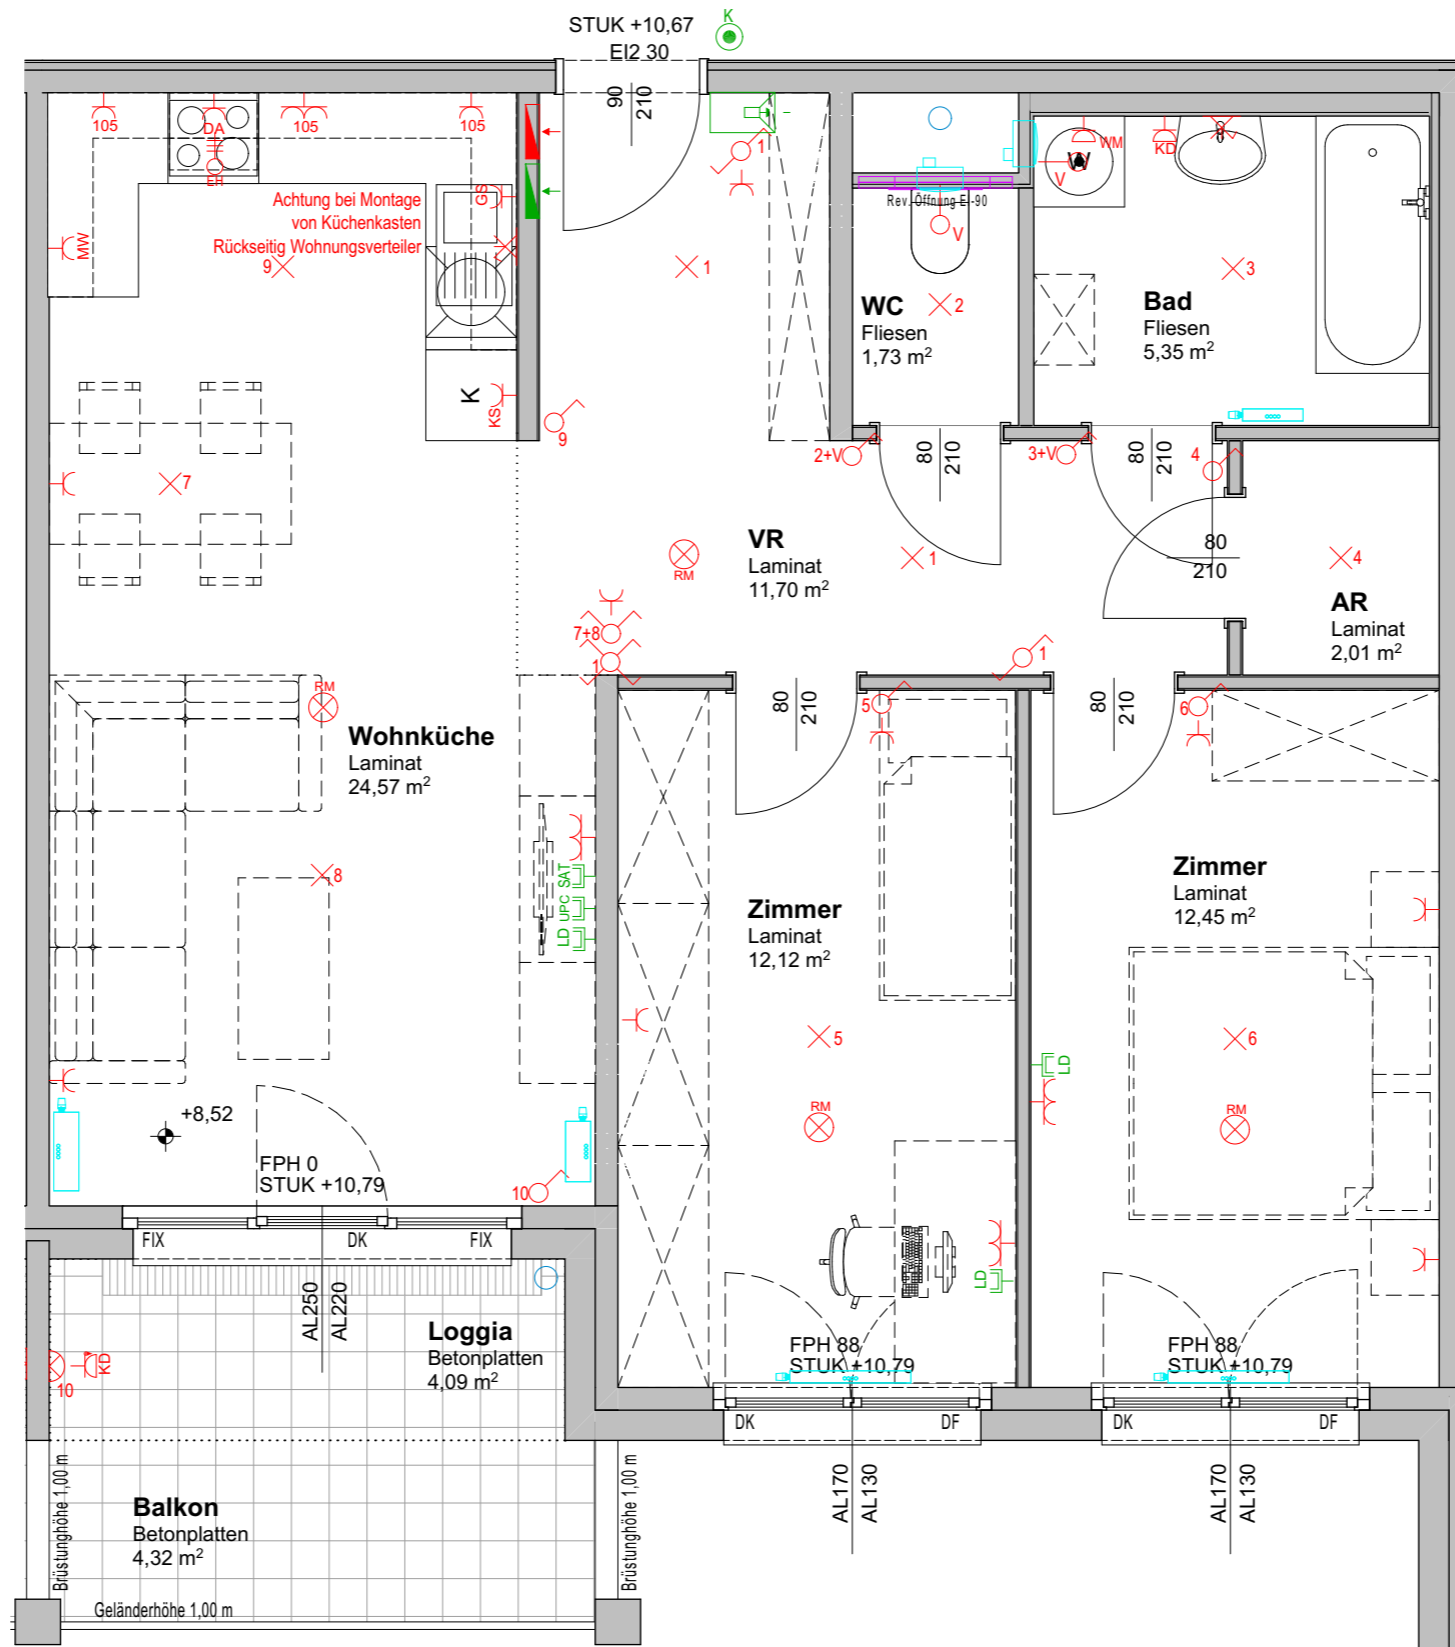 STUK +10,67
EI2 30
K
90
210
105
DA
105
105
EH
GS
Achtung bei Montage
von Küchenkasten
Rückseitig Wohnungsverteiler
MW
9
1
1
Rev. Öffnung EI-90
V
W
V
WM
KD
2
3
WC
Fliesen
1,73 m²
Bad
Fliesen
5,35 m²
K
KS
9
7
2+V
80
210
3+V
80
210
4
80
210
4
RM
VR
Laminat
11,70 m²
1
AR
Laminat
2,01 m²
7+8
1
1
RM
Wohnküche
Laminat
24,57 m²
80
210
5
80
210
6
8
SAT
UPC
LD
Zimmer
Laminat
12,12 m²
Zimmer
Laminat
12,45 m²
5
RM
LD
6
RM
+8,52
FPH 0
STUK +10,79
10
FIX
DK
FIX
AL250
AL220
LD
FPH 88
STUK +10,79
FPH 88
STUK +10,79
DK
DF
DK
DF
AL170
AL130
AL170
AL130
Loggia
Betonplatten
4,09 m²
KD
10
Balkon
Betonplatten
4,32 m²
Brüstunghöhe 1,00 m
Brüstunghöhe 1,00 m
Geländerhöhe 1,00 m